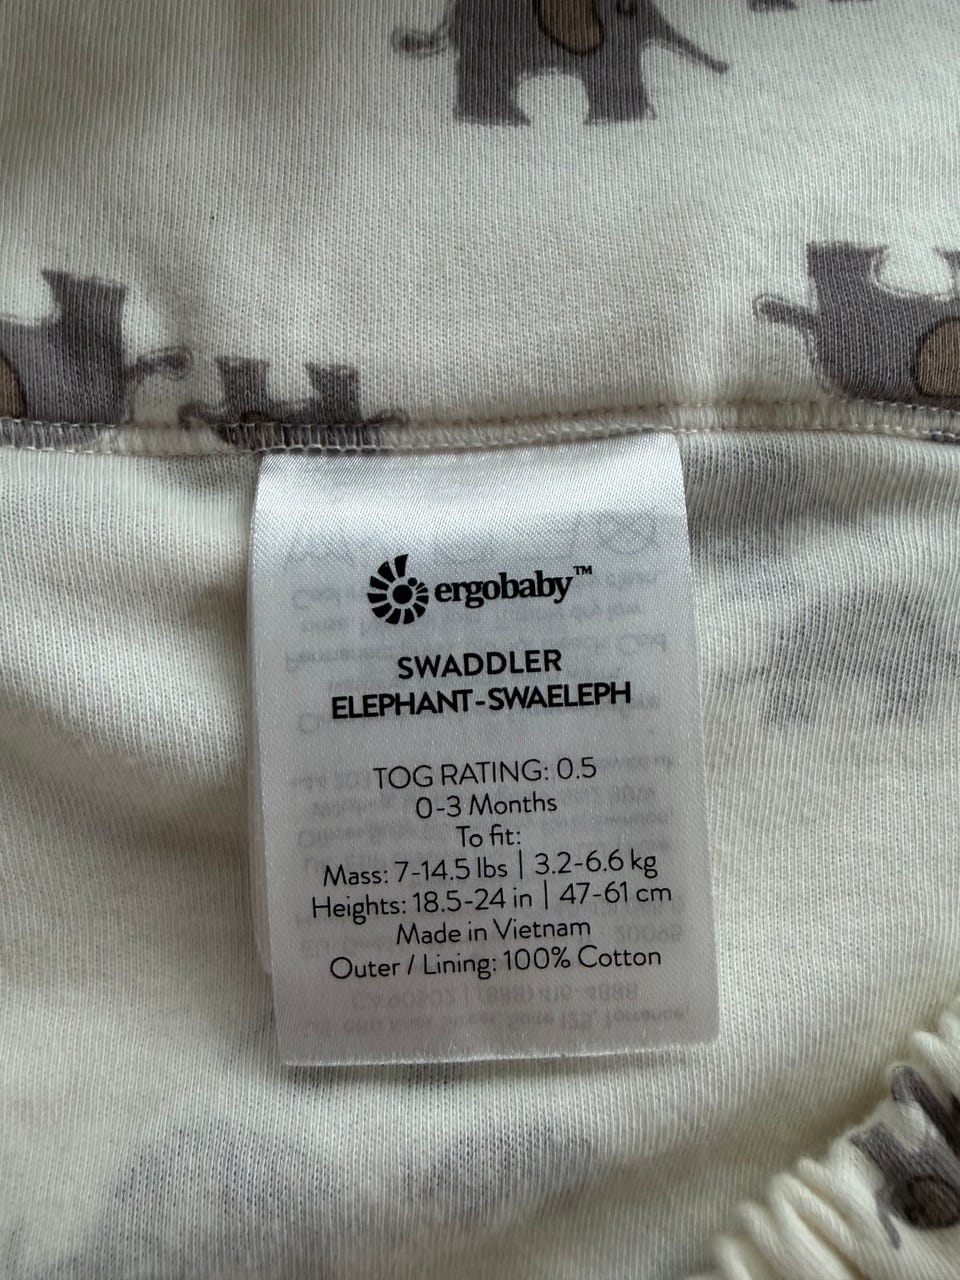 ergobaby™
SWADDLER
ELEPHANT-SWAELEPH
TOG RATING: 0.5
0-3 Months
To fit:
Mass: 7-14.5 lbs | 3.2-6.6 kg
Heights: 18.5-24 in | 47-61 cm
Made in Vietnam
Outer / Lining: 100% Cotton